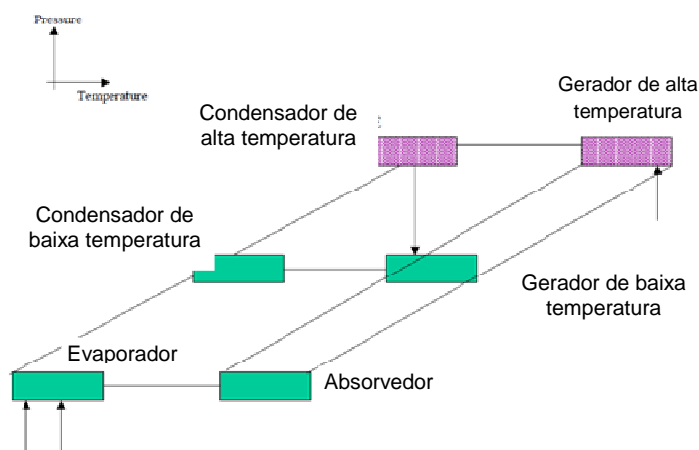 Pressure
Temperature
Condensador de
alta temperatura
Gerador de alta
temperatura
Condensador de
baixa temperatura
Gerador de baixa
temperatura
Evaporador
Absorvedor